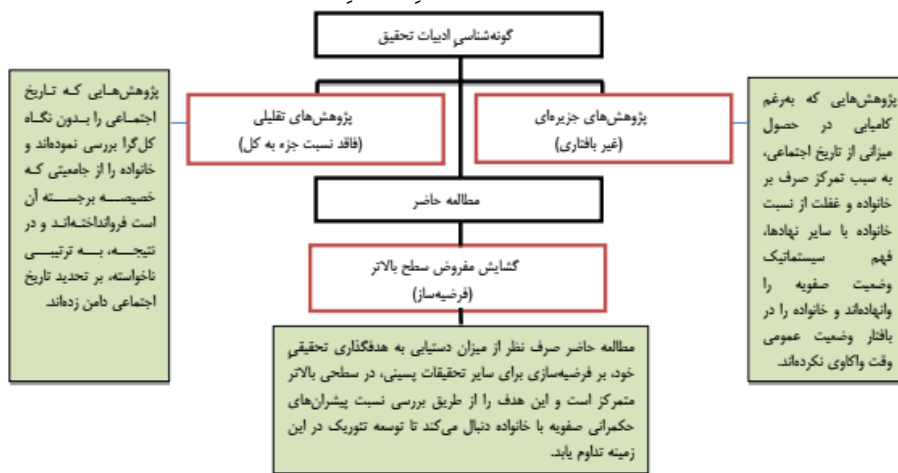 گونه‌شناسی ادبیات تحقیق
پژوهش‌های جزیره‌ای
(غیر بافتاری)
پژوهش‌های تقلیلی
(فاقد نسبت جزء به کل)
پژوهش‌هایی که به‌رغم
کامیابی در حصول
میزانی از تاریخ اجتماعی،
به سبب تمرکز صرف بر
خانواده و غفلت از نسبت
خانواده با سایر نهادها،
فهم سیستماتیک
وضعیت صفویه را
وانهاده‌اند و خانواده را در
بافتار وضعیت عمومی
وقت واکاوی نکرده‌اند.
پژوهش‌هایی که تاریخ
اجتماعی را بدون نگاه
کل‌گرا بررسی نموده‌اند و
خانواده را از جامعیتی که
خصیصه برجسته آن
است فروانداخته‌اند و در
نتیجه، به ترتیبی
ناخواسته، بر تحدید تاریخ
اجتماعی دامن زده‌اند.
مطالعه حاضر
گشایش مفروض سطح بالاتر
(فرضیه‌ساز)
مطالعه حاضر صرف نظر از میزان دستیابی به هدفگذاری تحقیقیِ
خود، بر فرضیه‌سازی برای سایر تحقیقات پسینی، در سطحی بالاتر
متمرکز است و این هدف را از طریق بررسی نسبت پیشران‌های
حکمرانی صفویه با خانواده دنبال می‌کند تا توسعه تئوریک در این
زمینه تداوم یابد.